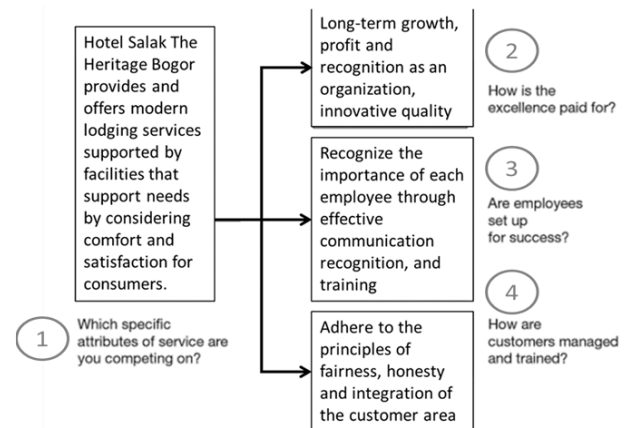 Hotel Salak The
Heritage Bogor
provides and
offers modern
lodging services
supported by
facilities that
support needs
by considering
comfort and
satisfaction for
consumers.
1
Which specific
attributes of service are
you competing on?
Long-term growth,
profit and
recognition as an
organization,
innovative quality
2
How is the
excellence paid for?
Recognize the
importance of each
employee through
effective
communication
recognition, and
training
3
Are employees
set up
for success?
Adhere to the
principles of
fairness, honesty
and integration of
the customer area
4
How are
customers managed
and trained?